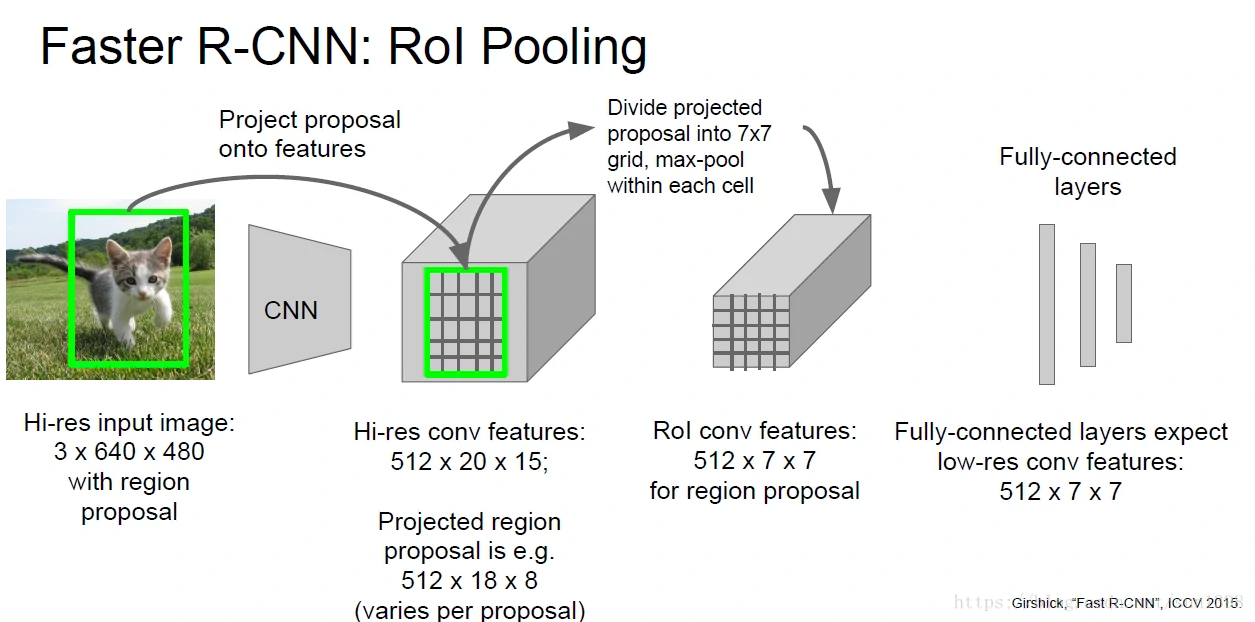 Faster R-CNN: RoI Pooling
Project proposal
onto features
Divide projected
proposal into 7x7
grid, max-pool
within each cell
Fully-connected
layers
CNN
Hi-res input image:
3 x 640 x 480
with region
proposal
Hi-res conv features:
512 x 20 x 15;
Projected region
proposal is e.g.
512 x 18 x 8
(varies per proposal)
RoI conv features:
512 x 7 x 7
for region proposal
Fully-connected layers expect
low-res conv features:
512 x 7 x 7
Girshick, “Fast R-CNN”, ICCV 2015.